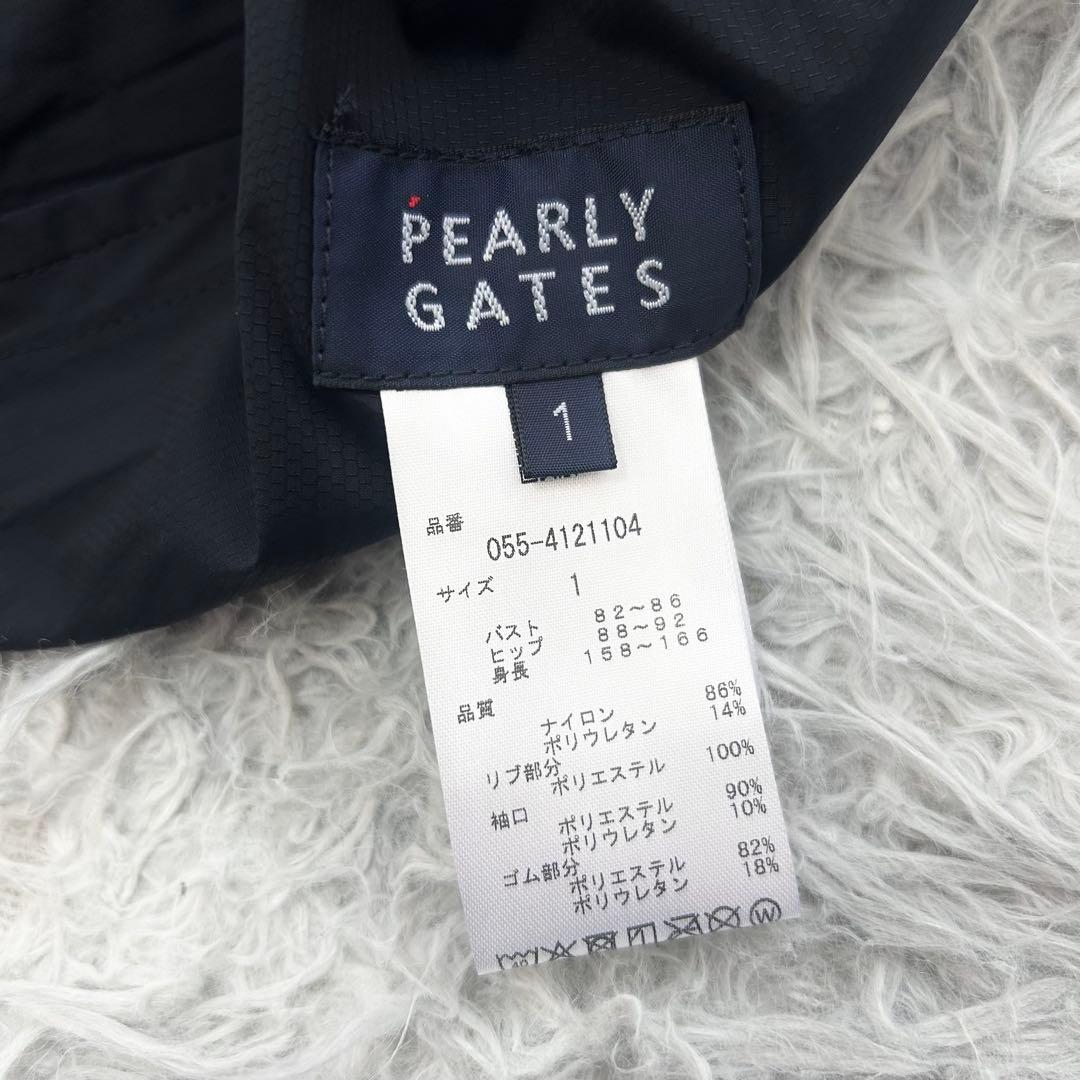 PEARLY
GATES
1
品番
055-4121104
サイズ 1
バスト 82~86
ヒップ 88~92
身長 158~166
品質
ナイロン 86%
ポリウレタン 14%
リブ部分
ポリエステル 100%
袖口
ポリエステル 90%
ポリウレタン 10%
ゴム部分
ポリエステル 82%
ポリウレタン 18%
W